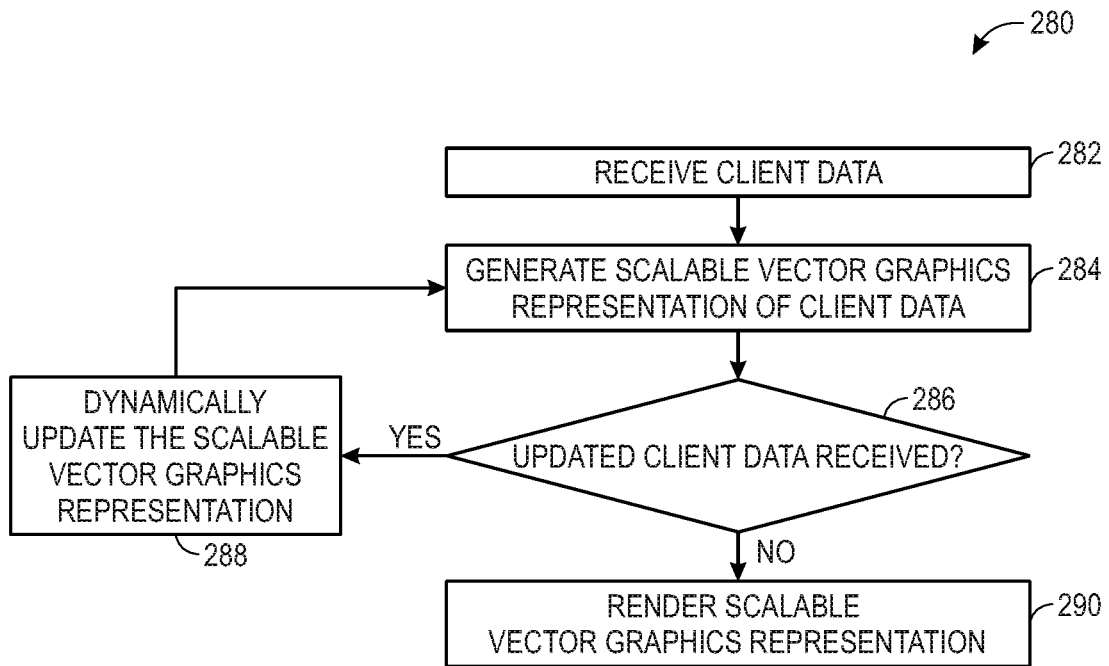 280
RECEIVE CLIENT DATA
282
GENERATE SCALABLE VECTOR GRAPHICS
REPRESENTATION OF CLIENT DATA
284
DYNAMICALLY
UPDATE THE SCALABLE
VECTOR GRAPHICS
REPRESENTATION
288
YES
UPDATED CLIENT DATA RECEIVED?
286
NO
RENDER SCALABLE
VECTOR GRAPHICS REPRESENTATION
290